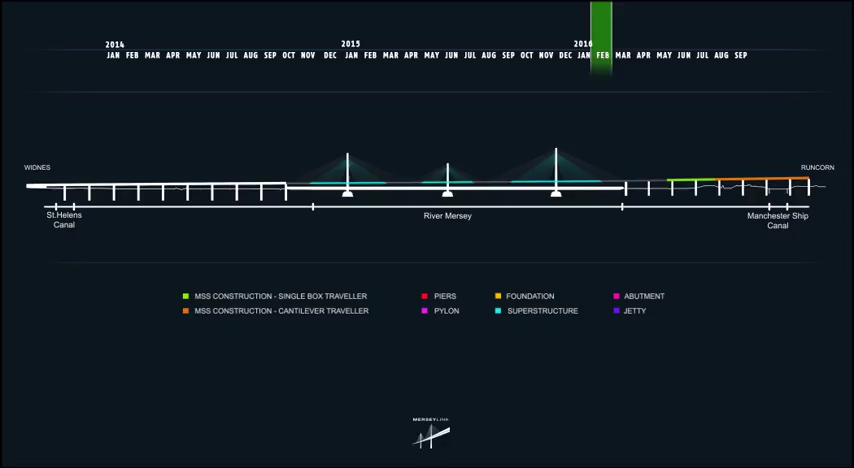 2014
2015
2016
JAN FEB MAR APR MAY JUN JUL AUG SEP OCT NOV DEC JAN FEB MAR APR MAY JUN JUL AUG SEP OCT NOV DEC JAN FEB MAR APR MAY JUN JUL AUG SEP
WIDNES
RUNCORN
St.Helens
Canal
River Mersey
Manchester Ship
Canal
MSS CONSTRUCTION - SINGLE BOX TRAVELLER
PIERS
FOUNDATION
ABUTMENT
MSS CONSTRUCTION - CANTILEVER TRAVELLER
PYLON
SUPERSTRUCTURE
JETTY
MERSEYLINK